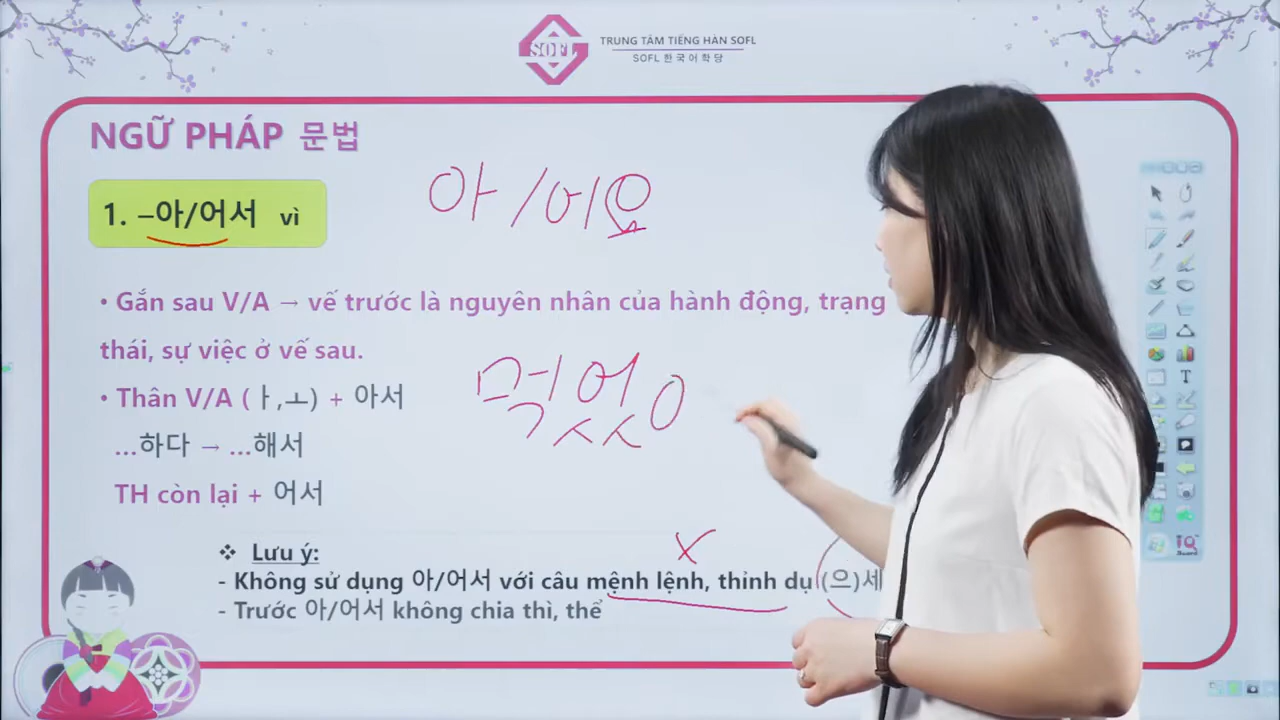 SOFL
TRUNG TÂM TIẾNG HÀN SOFL
SOFL 한국어학당
NGỮ PHÁP 문법
1. –아/어서 vì
아/어요
• Gắn sau V/A → vế trước là nguyên nhân của hành động, trạng
thái, sự việc ở vế sau.
• Thân V/A (ㅏ,ㅗ) + 아서
...하다 → ...해서
TH còn lại + 어서
먹었
❖ Lưu ý:
- Không sử dụng 아/어서 với câu mệnh lệnh, thỉnh dụ (으)세
- Trước 아/어서 không chia thì, thể